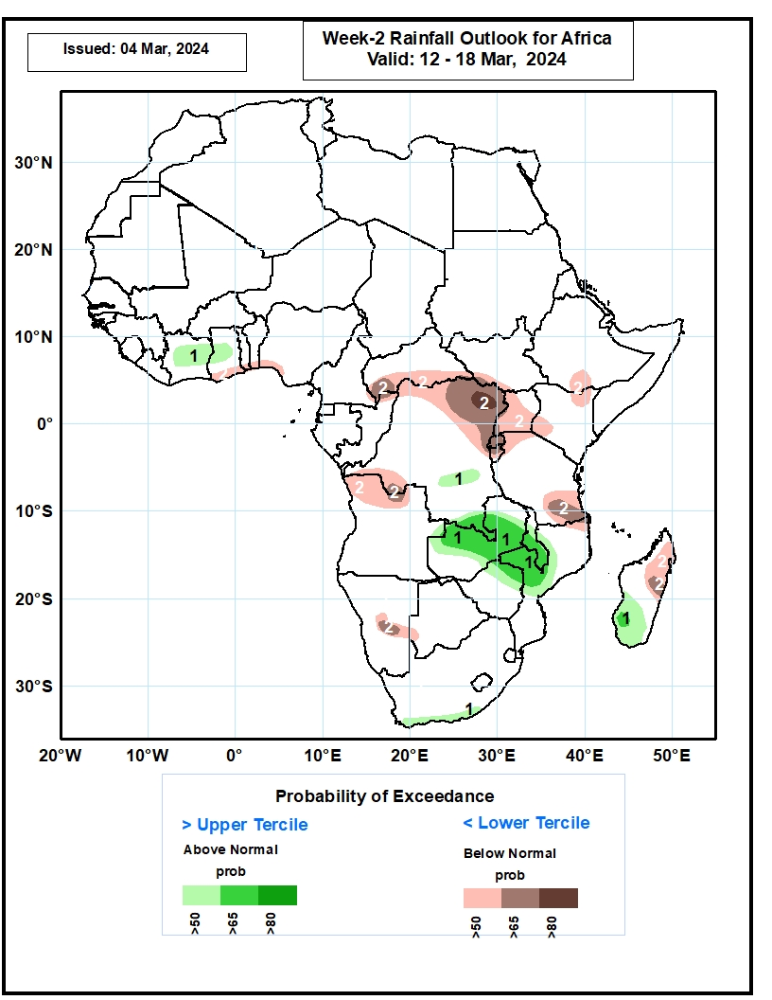 Issued: 04 Mar, 2024
Week-2 Rainfall Outlook for Africa
Valid: 12 - 18 Mar, 2024
30°N
20°N
10°N
1
2
2
2
2
2
2
0°
1
2
2
2
10°S
1
1
1
2
2
20°S
1
2
30°S
1
20°W
10°W
0°
10°E
20°E
30°E
40°E
50°E
Probability of Exceedance
> Upper Tercile
< Lower Tercile
Above Normal
Below Normal
prob
prob
>50
>65
>80
>50
>65
>80